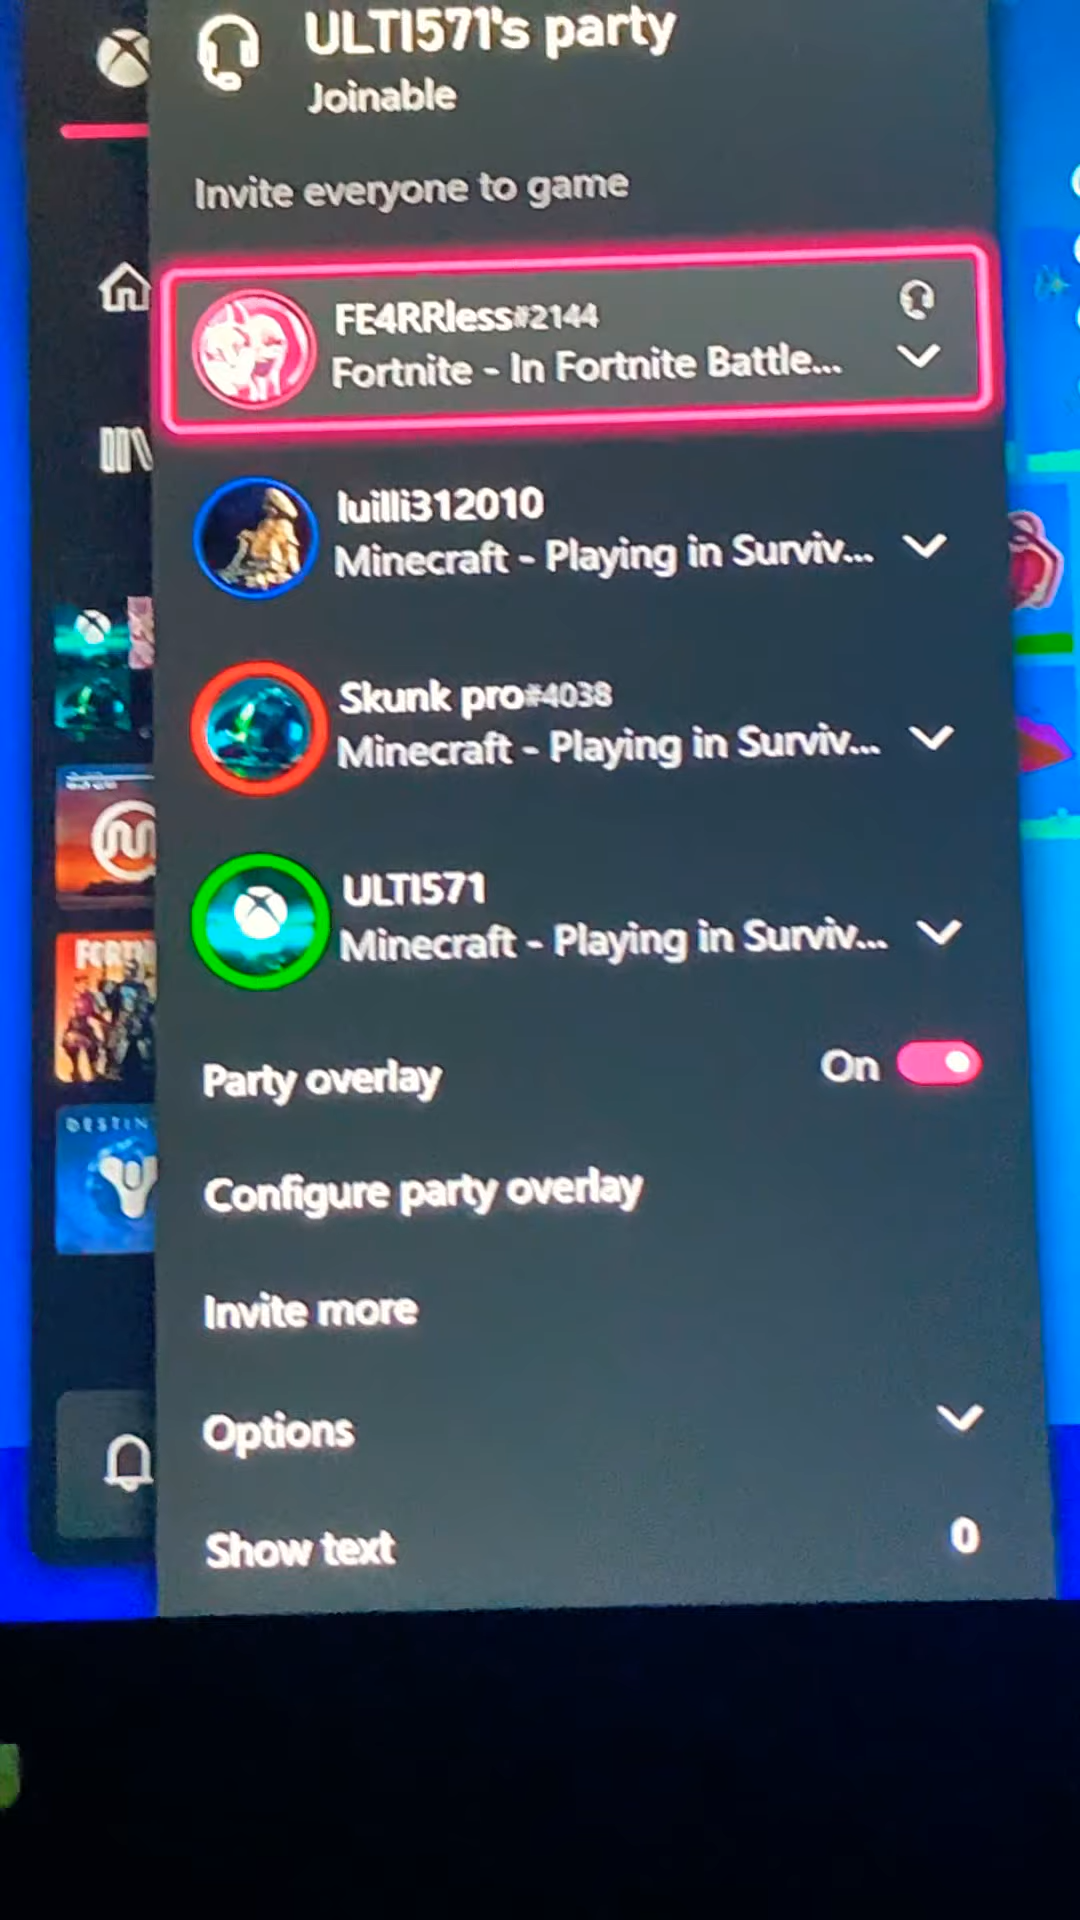 ULTI571's party
Joinable
Invite everyone to game
FE4RRless#2144
Fortnite - In Fortnite Battle...
luilli312010
Minecraft - Playing in Surviv...
Skunk pro#4038
Minecraft - Playing in Surviv...
ULTI571
Minecraft - Playing in Surviv...
FORTN
Party overlay
On
DESTIN
Configure party overlay
Invite more
Options
Show text
0